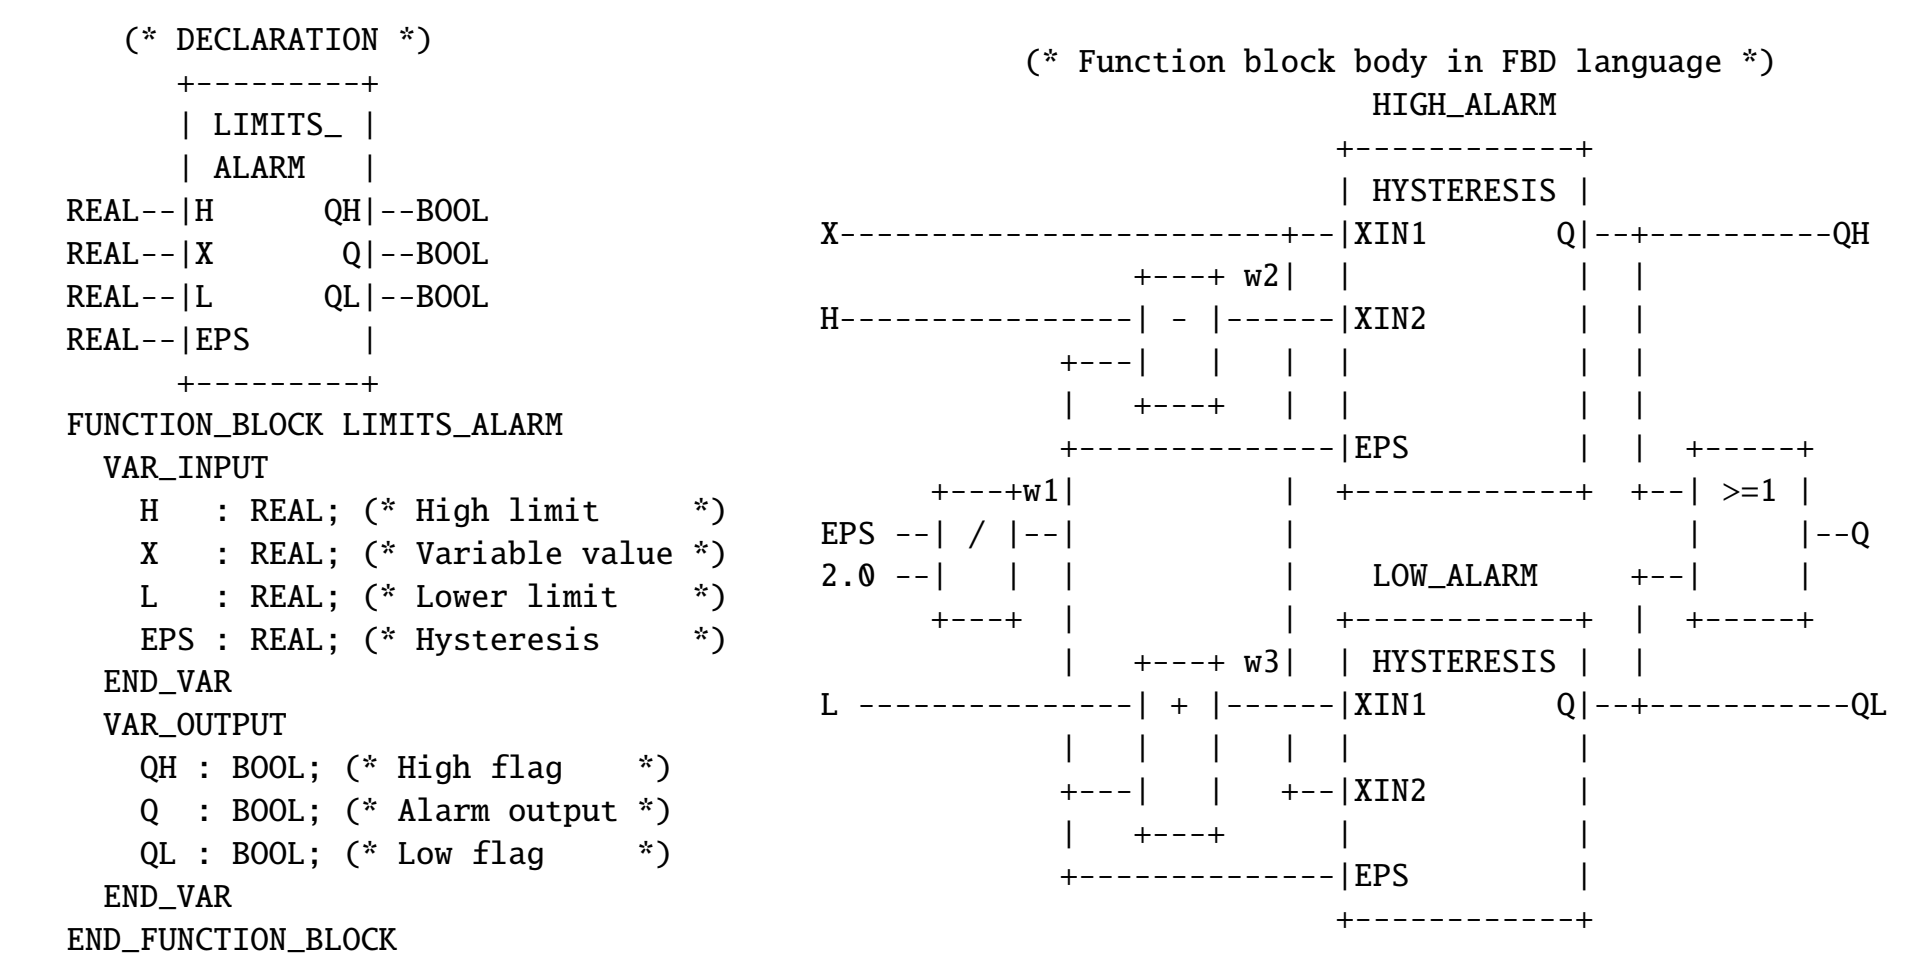 (* DECLARATION *)
     +---------+
     | LIMITS_ |
     | ALARM   |
REAL--|H      QH|--BOOL
REAL--|X       Q|--BOOL
REAL--|L      QL|--BOOL
REAL--|EPS      |
      +---------+
FUNCTION_BLOCK LIMITS_ALARM
  VAR_INPUT
    H   : REAL; (* High limit     *)
    X   : REAL; (* Variable value *)
    L   : REAL; (* Lower limit    *)
    EPS : REAL; (* Hysteresis     *)
  END_VAR
  VAR_OUTPUT
    QH : BOOL; (* High flag    *)
    Q  : BOOL; (* Alarm output *)
    QL : BOOL; (* Low flag     *)
  END_VAR
END_FUNCTION_BLOCK
(* Function block body in FBD language *)
                              HIGH_ALARM
                            +------------+
                            | HYSTERESIS |
X------------------------+--|XIN1       Q|--+----------QH
                 +---+ w2|  |            |  |
H----------------| - |------|XIN2        |  |
             +---|   |   |  |            |  |
             |   +---+   |  |            |  |
             +--------------|EPS         |  |  +-----+
      +----+w1|           |  +------------+  +--| >=1 |
EPS --| / |--|           |                     |     |--Q
2.0 --|   |  |           |    LOW_ALARM     +--|     |
      +----+  |           |  +------------+  |  +-----+
             |   +---+ w3|  | HYSTERESIS |  |
L ---------------| + |------|XIN1       Q|--+-----------QL
             |   |   |   |  |            |
             +---|   |   +--|XIN2        |
             |   +---+      |            |
             +--------------|EPS         |
                            +------------+